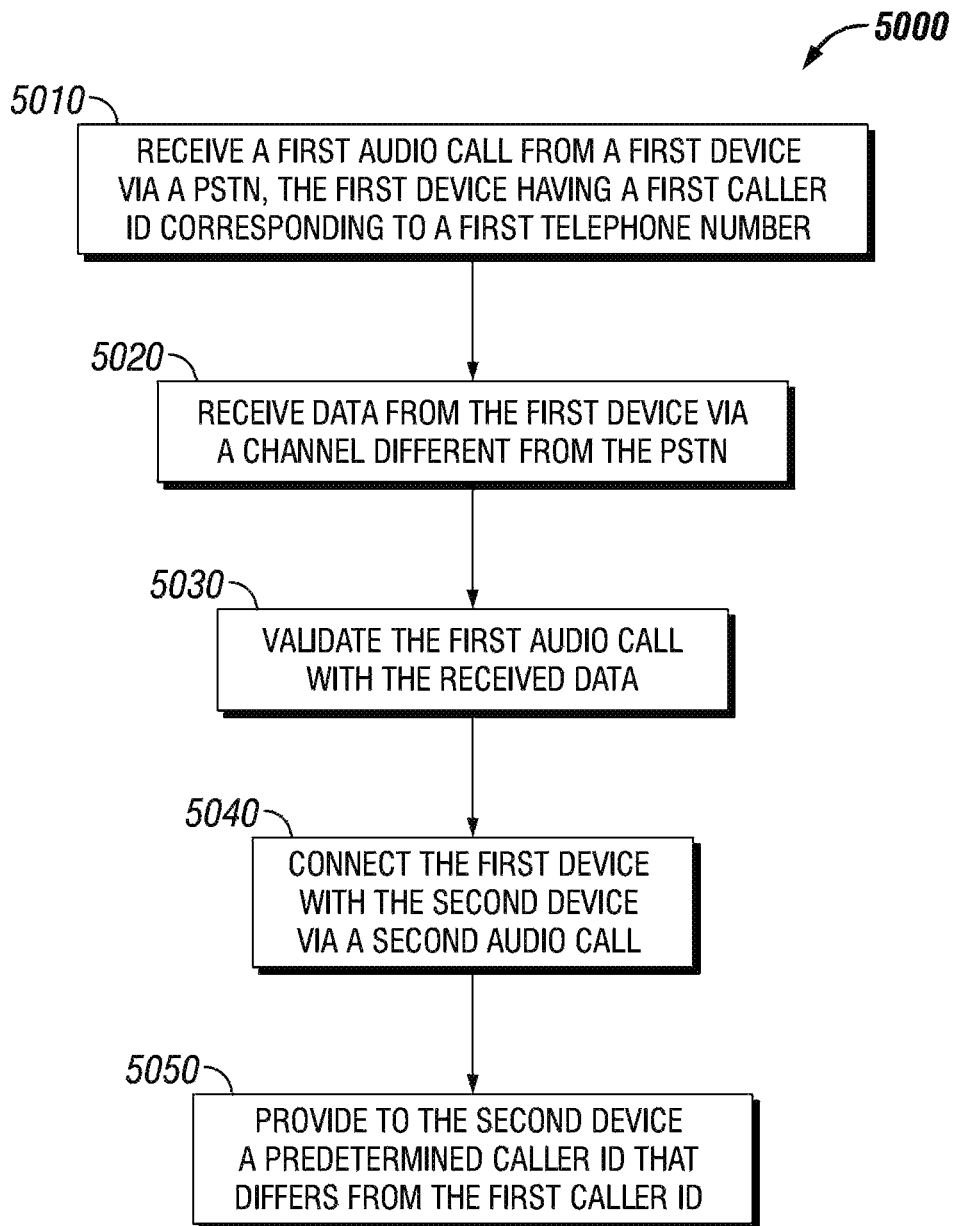 5000
5010
RECEIVE A FIRST AUDIO CALL FROM A FIRST DEVICE
VIA A PSTN, THE FIRST DEVICE HAVING A FIRST CALLER
ID CORRESPONDING TO A FIRST TELEPHONE NUMBER
5020
RECEIVE DATA FROM THE FIRST DEVICE VIA
A CHANNEL DIFFERENT FROM THE PSTN
5030
VALIDATE THE FIRST AUDIO CALL
WITH THE RECEIVED DATA
5040
CONNECT THE FIRST DEVICE
WITH THE SECOND DEVICE
VIA A SECOND AUDIO CALL
5050
PROVIDE TO THE SECOND DEVICE
A PREDETERMINED CALLER ID THAT
DIFFERS FROM THE FIRST CALLER ID